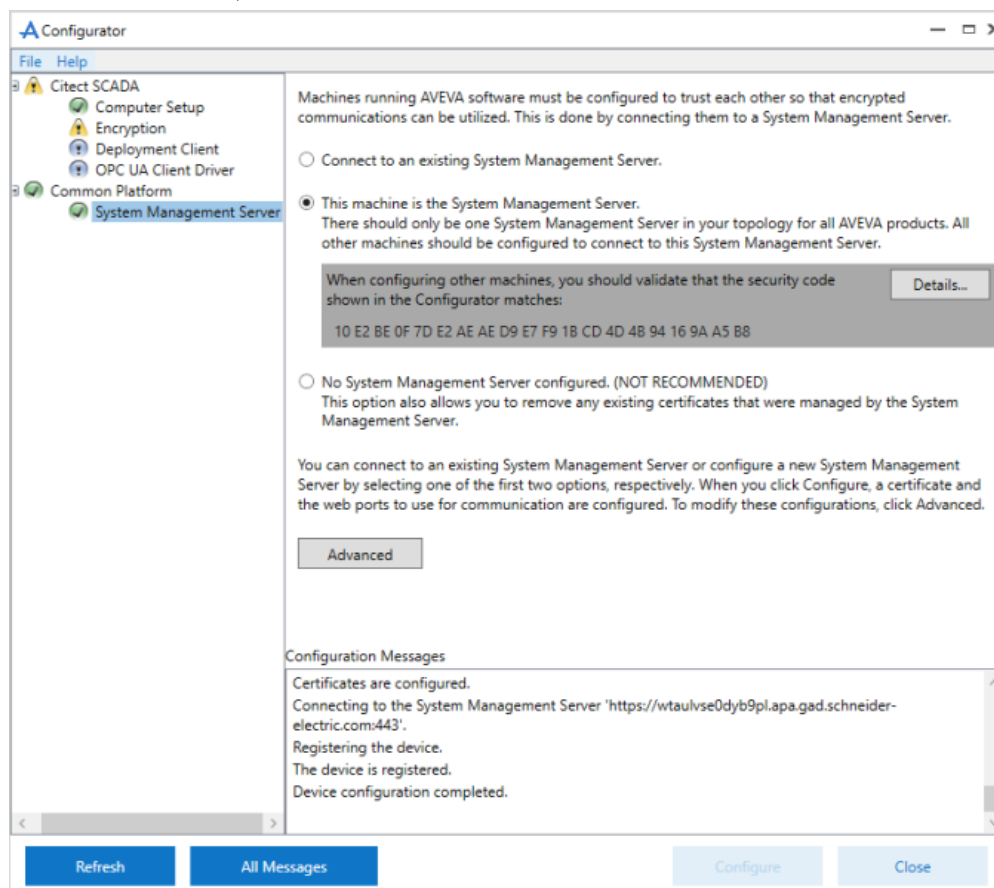 Configurator
File Help
Citect SCADA
Computer Setup
Encryption
Deployment Client
OPC UA Client Driver
Common Platform
System Management Server
Machines running AVEVA software must be configured to trust each other so that encrypted
communications can be utilized. This is done by connecting them to a System Management Server.
Connect to an existing System Management Server.
This machine is the System Management Server.
There should only be one System Management Server in your topology for all AVEVA products. All
other machines should be configured to connect to this System Management Server.
When configuring other machines, you should validate that the security code
shown in the Configurator matches:
Details...
10 E2 BE 0F 7D E2 AE AE D9 E7 F9 1B CD 4D 4B 94 16 9A A5 B8
No System Management Server configured. (NOT RECOMMENDED)
This option also allows you to remove any existing certificates that were managed by the System
Management Server.
You can connect to an existing System Management Server or configure a new System Management
Server by selecting one of the first two options, respectively. When you click Configure, a certificate and
the web ports to use for communication are configured. To modify these configurations, click Advanced.
Advanced
Configuration Messages
Certificates are configured.
Connecting to the System Management Server 'https://wtaulvse0dyb9pl.apa.gad.schneider-
electric.com:443'.
Registering the device.
The device is registered.
Device configuration completed.
Refresh
All Messages
Configure
Close